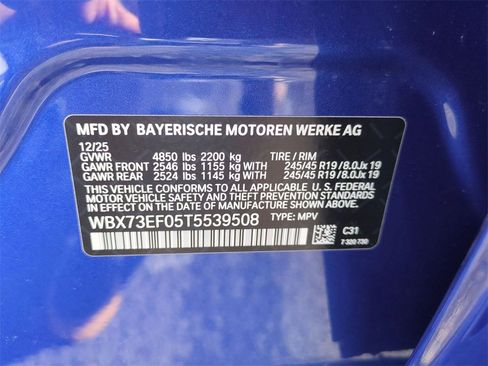 MFD BY BAYERISCHE MOTOREN WERKE AG
12/25
GVWR 4850 lbs 2200 kg TIRE / RIM
GAWR FRONT 2546 lbs 1155 kg WITH 245/45 R19 / 8.0Jx 19
GAWR REAR 2524 lbs 1145 kg WITH 245/45 R19 / 8.0Jx 19
THIS VEHICLE CONFORMS TO ALL APPLICABLE U. S. FEDERAL
MOTOR VEHICLE SAFETY AND THEFT PREVENTION STANDARDS
IN EFFECT ON THE DATE OF MANUFACTURE SHOWN ABOVE.
WBX73EF05T5539508 TYPE: MPV
C31
7 320 730